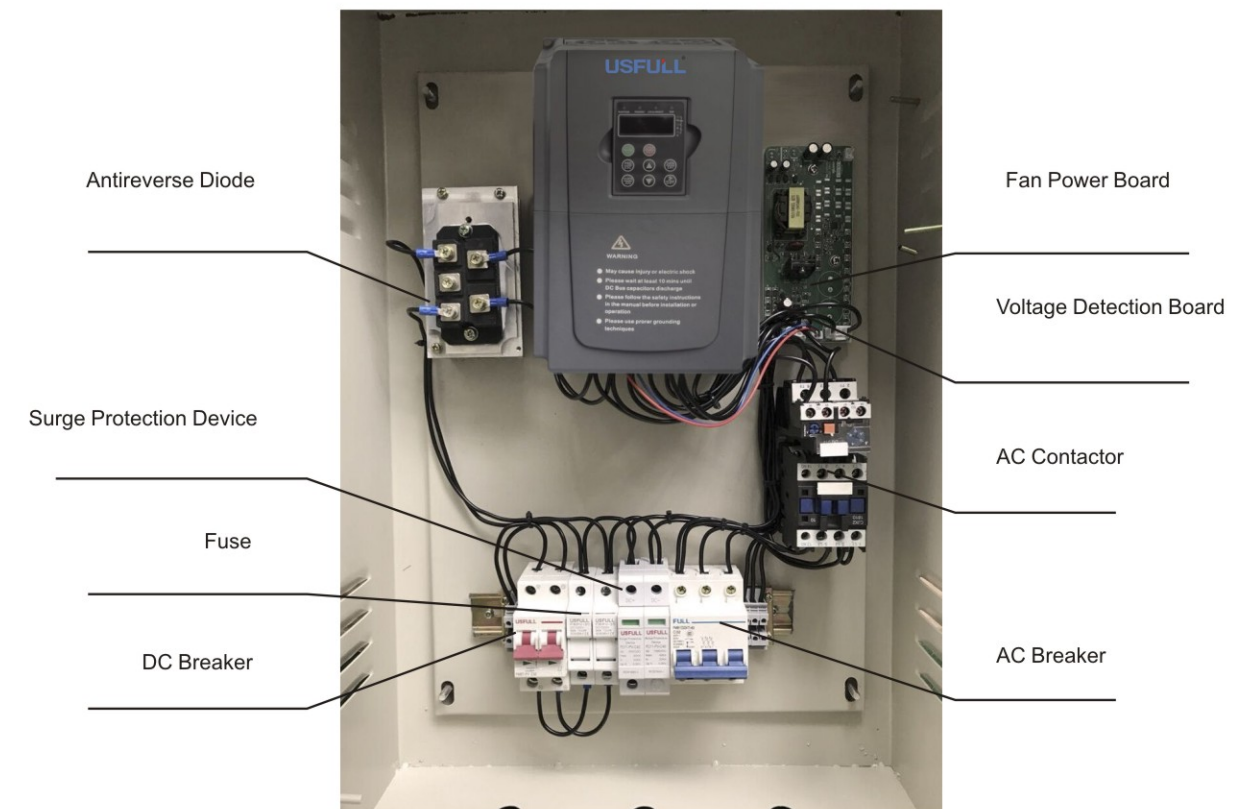 USFULL
Antireverse Diode
Fan Power Board
WARNING
May cause injury or electric shock
Please wait at least 10 mins until
DC Bus capacitors discharge
Please follow the safety instructions
in the manual before installation or
operation
Please use proper grounding
techniques
Voltage Detection Board
Surge Protection Device
AC Contactor
Fuse
USFULL
USFULL
USFULL
USFULL
USFULL
FULL
DC Breaker
AC Breaker